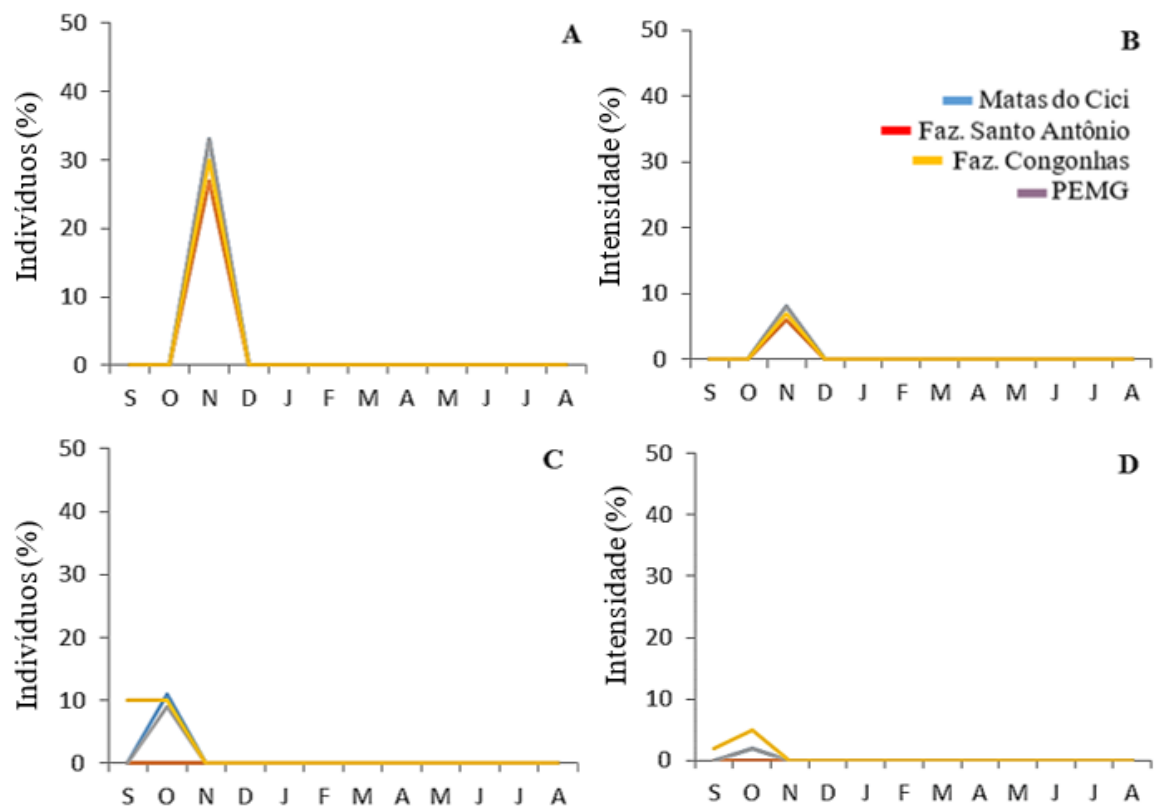 A
Indivíduos (%)
50
40
30
20
10
0
S O N D J F M A M J J A
B
Intensidade (%)
50
40
30
20
10
0
Matas do Cici
Faz. Santo Antônio
Faz. Congonhas
PEMG
S O N D J F M A M J J A
C
Indivíduos (%)
50
40
30
20
10
0
S O N D J F M A M J J A
D
Intensidade (%)
50
40
30
20
10
0
S O N D J F M A M J J A